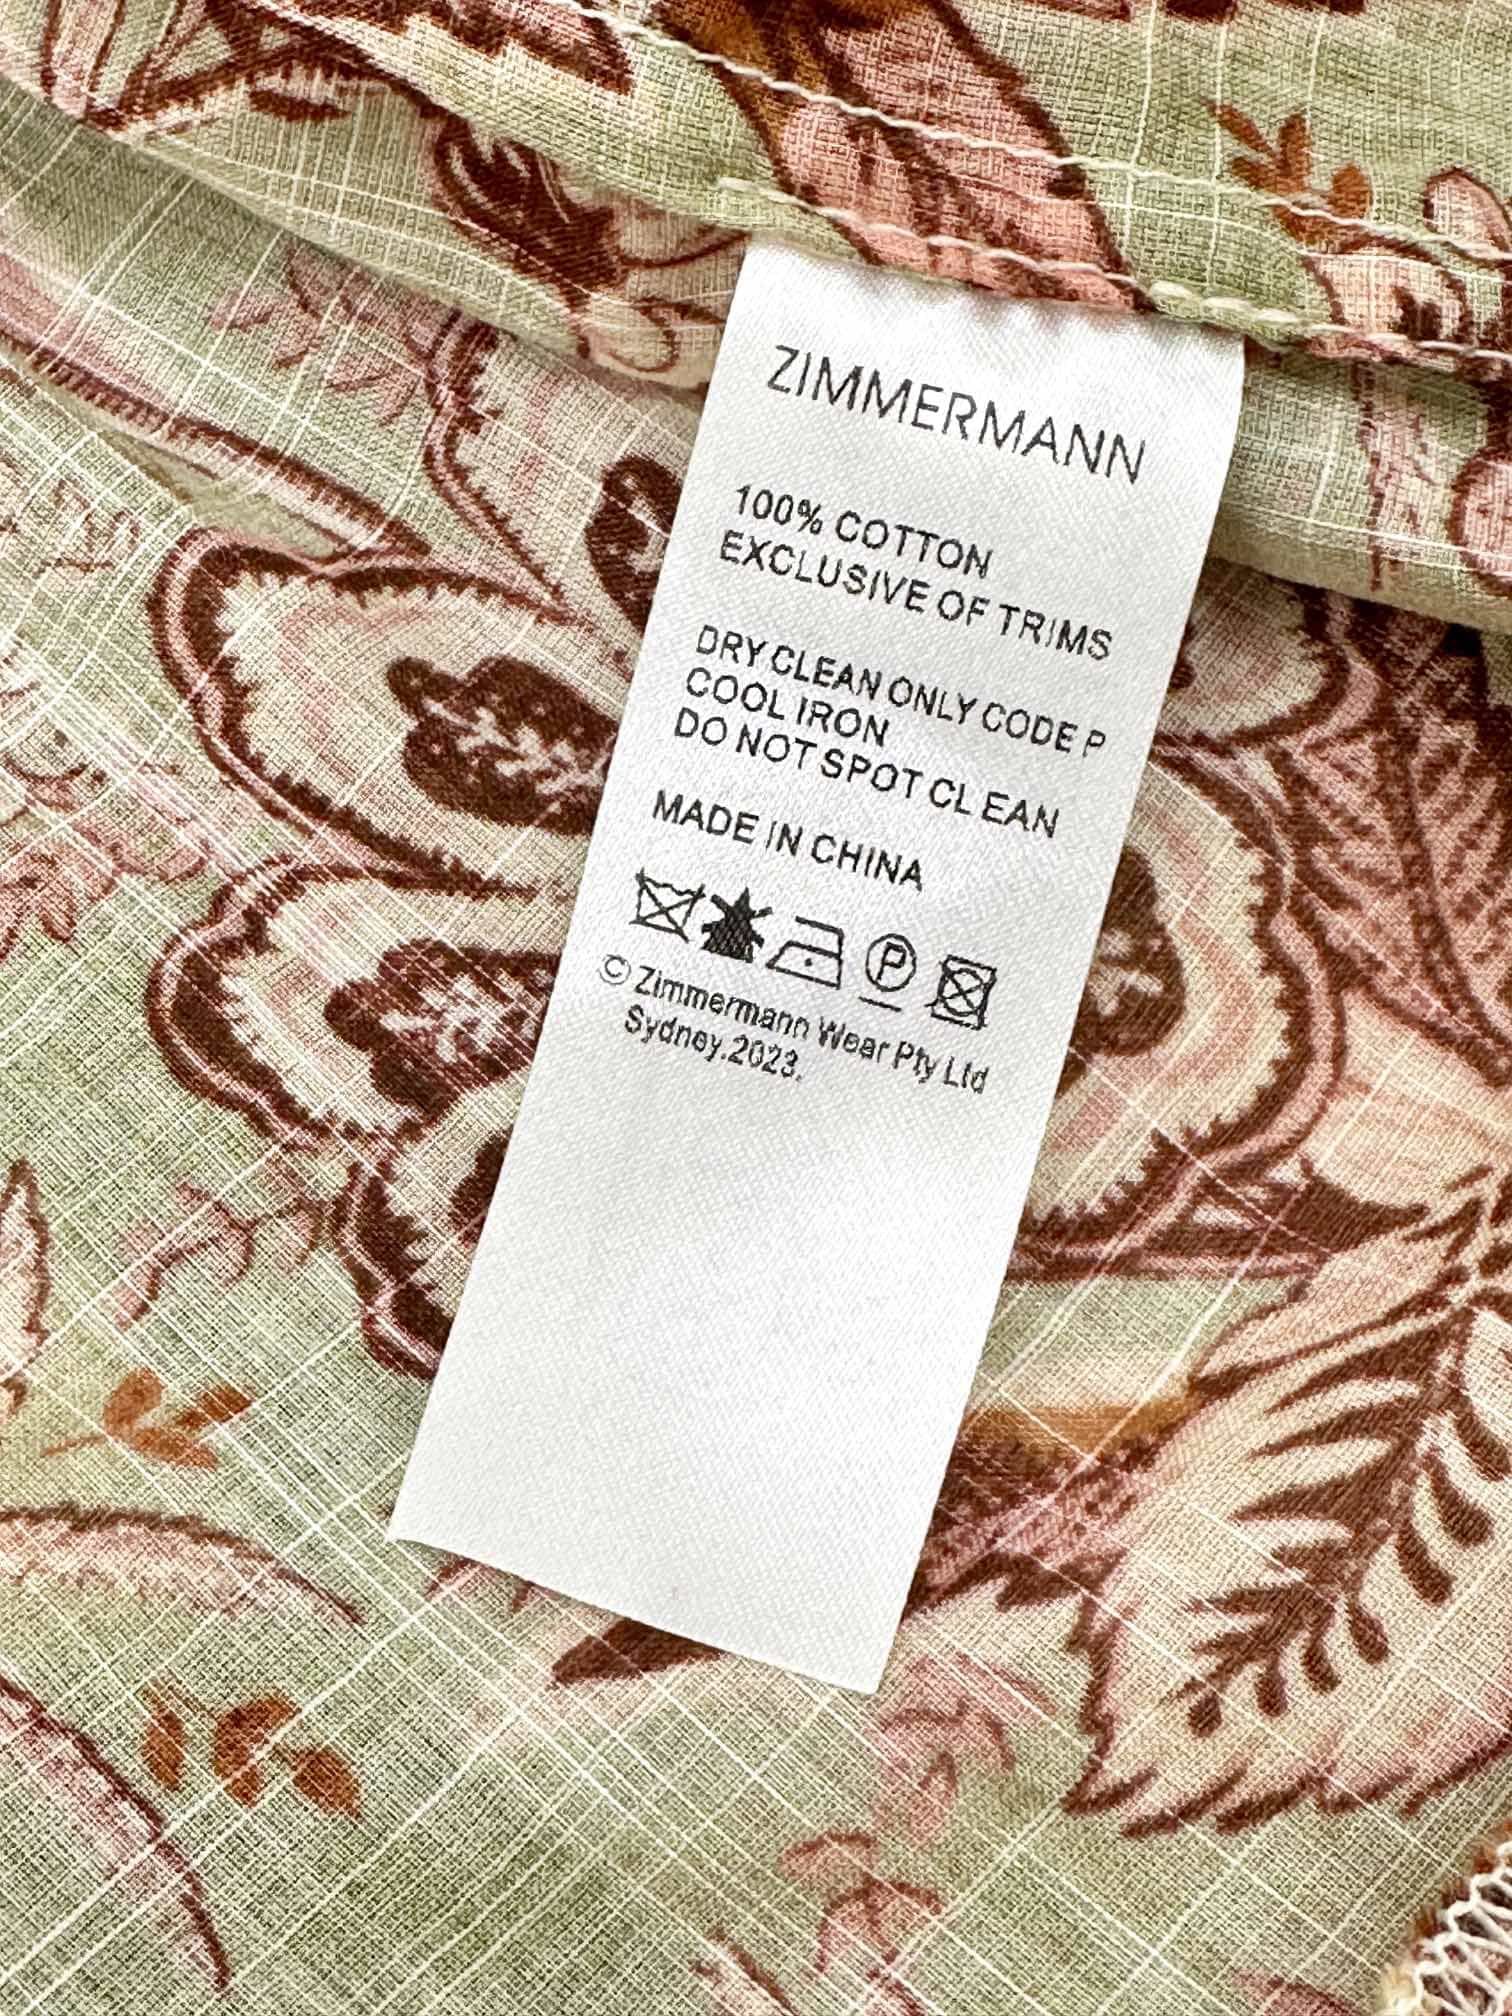 ZIMMERMANN
100% COTTON
EXCLUSIVE OF TRIMS
DRY CLEAN ONLY CODE P
COOL IRON
DO NOT SPOT CLEAN
MADE IN CHINA
P
© Zimmermann Wear Pty Ltd
Sydney.2023.